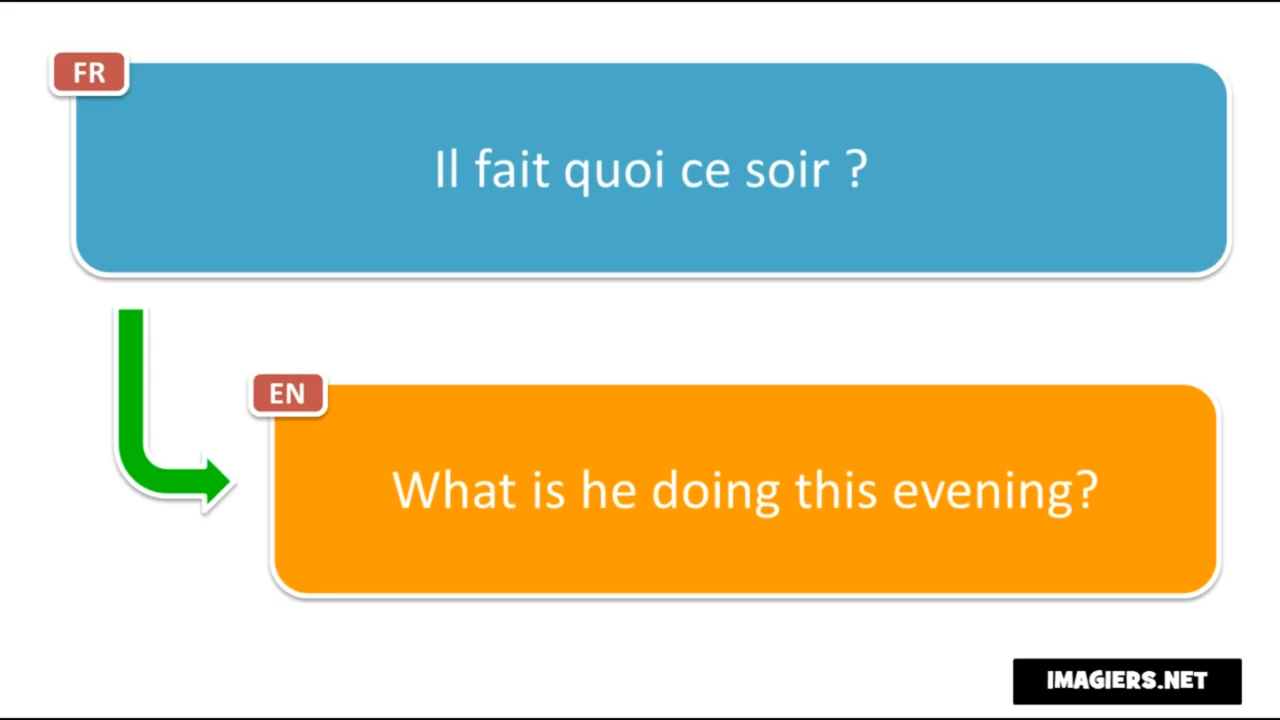 FR
Il fait quoi ce soir ?
EN
What is he doing this evening?
IMAGIERS.NET